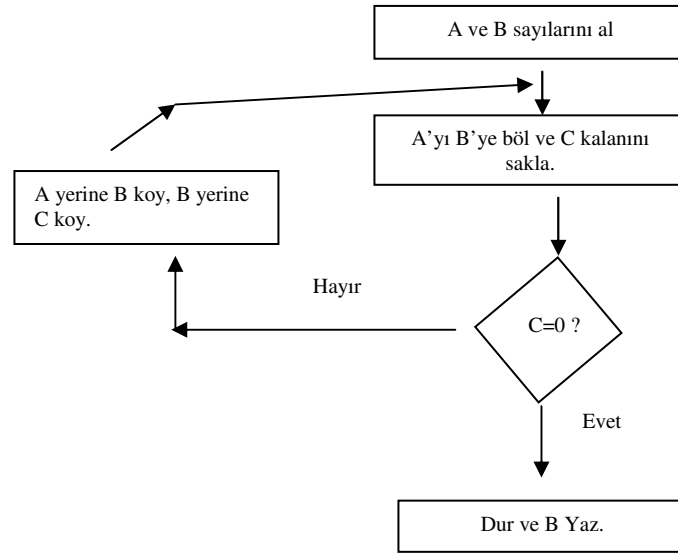 A ve B sayılarını al
A'yı B'ye böl ve C kalanını
sakla.
A yerine B koy, B yerine
C koy.
Hayır
C=0 ?
Evet
Dur ve B Yaz.